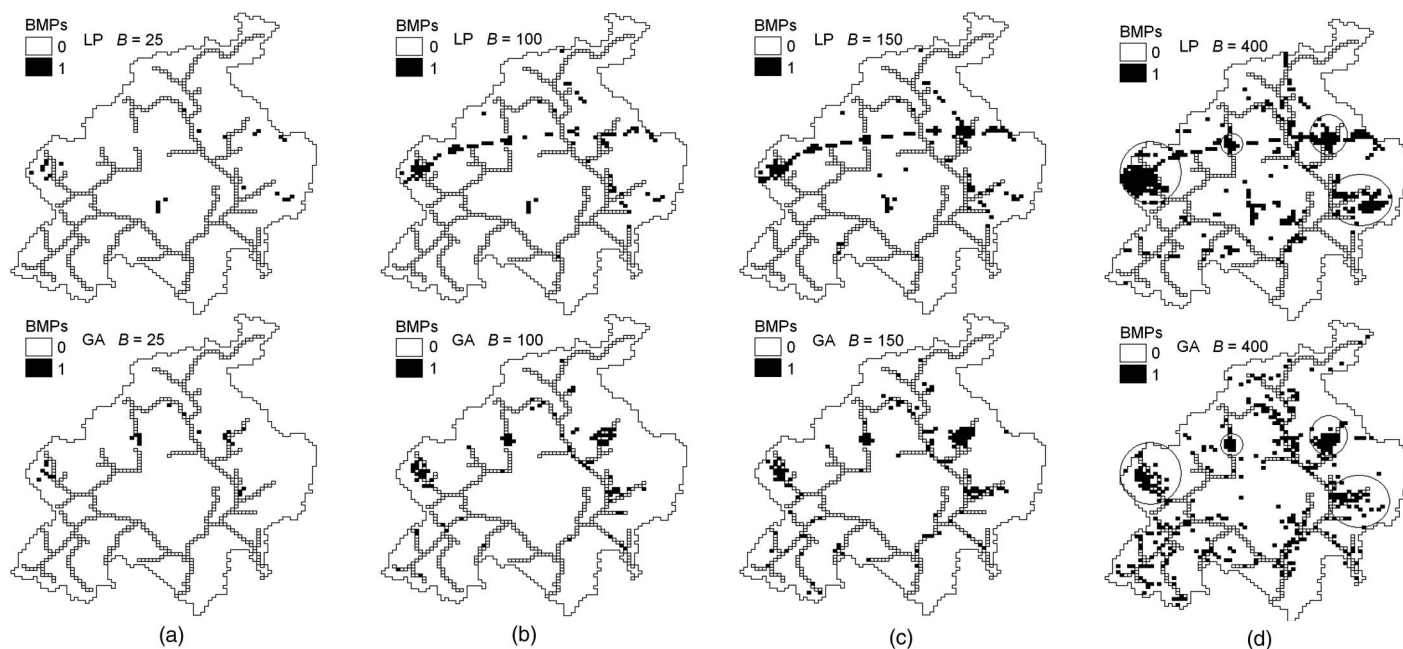 BMPs
LP B = 25
0
1
BMPs
LP B = 100
0
1
BMPs
LP B = 150
0
1
BMPs
LP B = 400
0
1
BMPs
GA B = 25
0
1
BMPs
GA B = 100
0
1
BMPs
GA B = 150
0
1
BMPs
GA B = 400
0
1
(a)
(b)
(c)
(d)